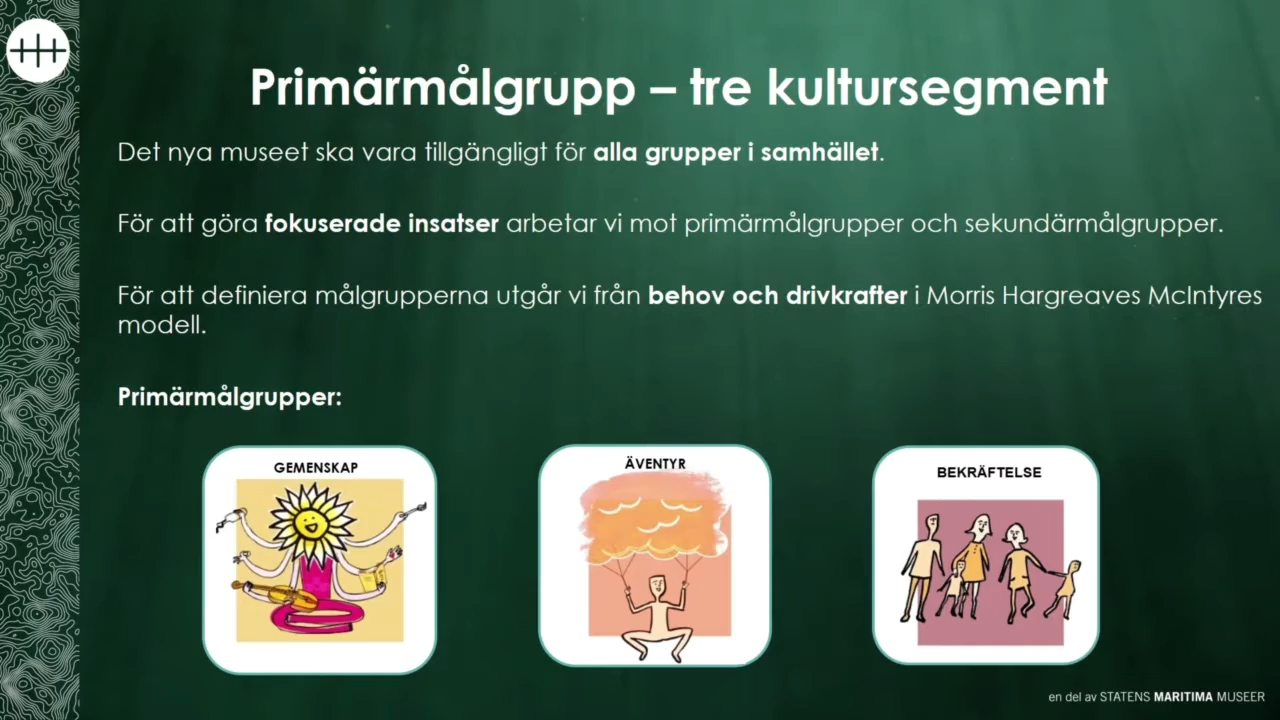 Primärmålgrupp – tre kultursegment
Det nya museet ska vara tillgängligt för alla grupper i samhället.
För att göra fokuserade insatser arbetar vi mot primärmålgrupper och sekundärmålgrupper.
För att definiera målgrupperna utgår vi från behov och drivkrafter i Morris Hargreaves McIntyres
modell.
Primärmålgrupper:
GEMENSKAP
ÄVENTYR
BEKRÄFTELSE
en del av STATENS MARITIMA MUSEER